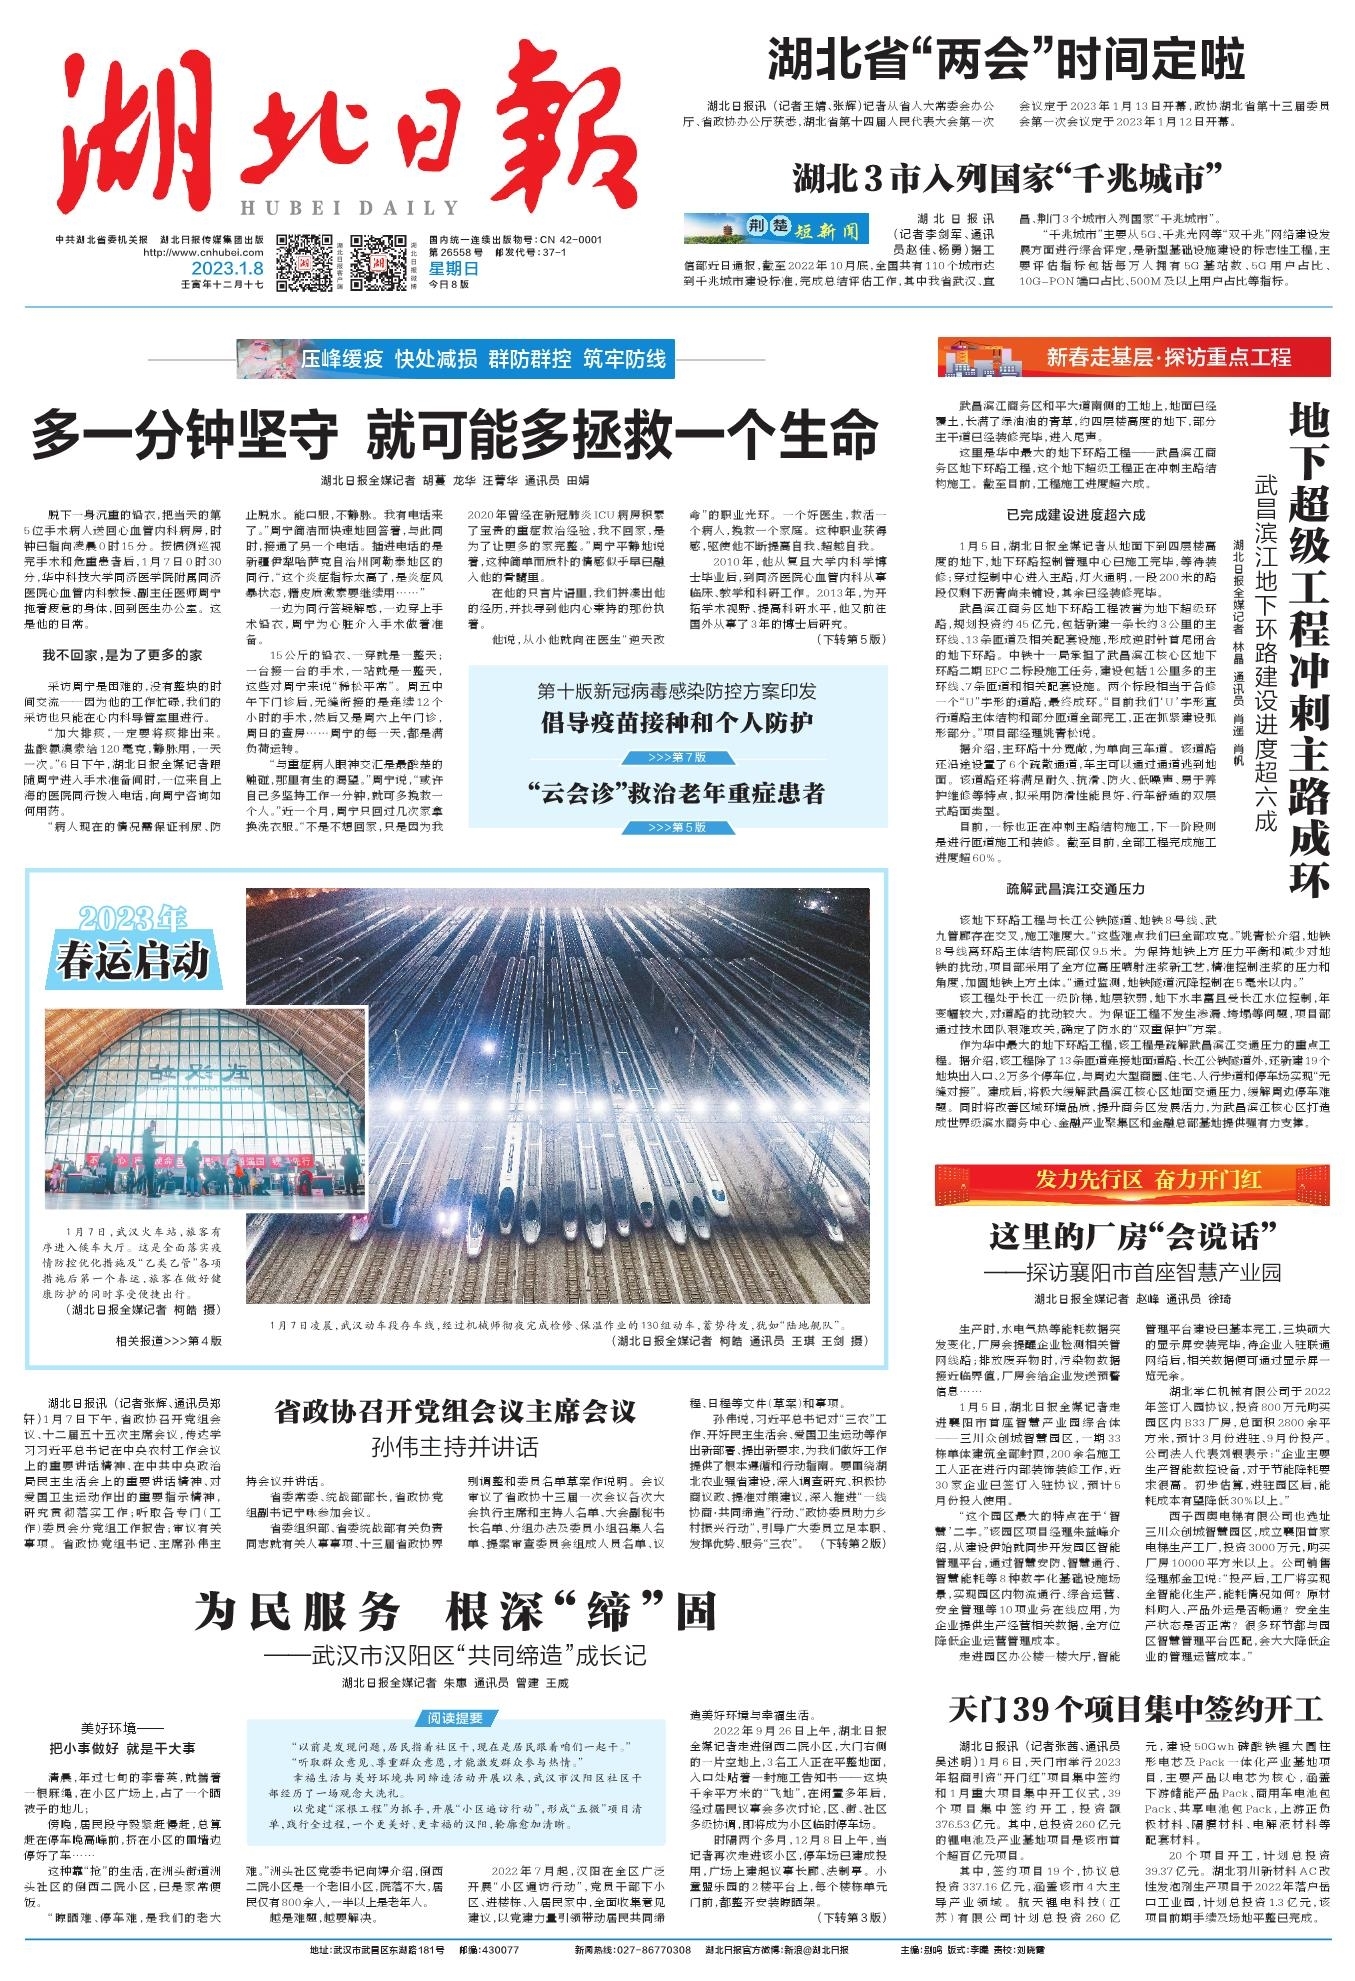 湖北日報
HUBEI DAILY
中共湖北省委机关报 湖北日报传媒集团出版
http://www.cnhubei.com
2023.1.8
壬寅年十二月十七
湖北日报客户端
湖北日报微博
国内统一连续出版物号：CN 42-0001
第26558号 邮发代号：37-1
星期日
今日8版
湖北省“两会”时间定啦
湖北日报讯（记者王婧、张辉）记者从省人大常委会办公
厅、省政协办公厅获悉，湖北省第十四届人民代表大会第一次
会议定于2023年1月13日开幕，政协湖北省第十三届委员
会第一次会议定于2023年1月12日开幕。
湖北3市入列国家“千兆城市”
荆楚短新闻
湖北日报讯
（记者李剑军、通讯
员赵佳、杨勇）据工
信部近日通报，截至2022年10月底，全国共有110个城市达
到千兆城市建设标准，完成总结评估工作，其中我省武汉、宜
昌、荆门3个城市入列国家“千兆城市”。
“千兆城市”主要从5G、千兆光网等“双千兆”网络建设发
展方面进行综合评定，是新型基础设施建设的标志性工程，主
要评估指标包括每万人拥有5G基站数、5G用户占比、
10G-PON端口占比、500M及以上用户占比等指标。
压峰缓疫 快处减损 群防群控 筑牢防线
多一分钟坚守 就可能多拯救一个生命
湖北日报全媒记者 胡蔓 龙华 汪菁华 通讯员 田娟
脱下一身沉重的铅衣，把当天的第
5位手术病人送回心血管内科病房，时
钟已指向凌晨0时15分。按惯例巡视
完手术和危重患者后，1月7日0时30
分，华中科技大学同济医学院附属同济
医院心血管内科教授、副主任医师周宁
拖着疲惫的身体，回到医生办公室。这
是他的日常。
我不回家，是为了更多的家
采访周宁是困难的，没有整块的时
间交流——因为他的工作忙碌，我们的
采访也只能在心内科导管室里进行。
“加大排痰，一定要将痰排出来。
盐酸氨溴索给120毫克，静脉用，一天
一次。”6日下午，湖北日报全媒记者跟
随周宁进入手术准备间时，一位来自上
海的医院同行拨入电话，向周宁咨询如
何用药。
“病人现在的情况需保证利尿、防
止脱水。能口服，不静脉。我有电话来
了。”周宁简洁而快速地回答着，与此同
时，接通了另一个电话。插进电话的是
新疆伊犁哈萨克自治州阿勒泰地区的
同行，“这个炎症指标太高了，是炎症风
暴状态，糖皮质激素要继续用……”
一边为同行答疑解惑，一边穿上手
术铅衣，周宁为心脏介入手术做着准
备。
15公斤的铅衣、一穿就是一整天；
一台接一台的手术，一站就是一整天，
这些对周宁来说“稀松平常”。周五中
午下门诊后，无缝衔接的是连续12个
小时的手术，然后又是周六上午门诊，
周日的查房……周宁的每一天，都是满
负荷运转。
“与重症病人眼神交汇是最酸楚的
触碰，那里有生的渴望。”周宁说，“或许
自己多坚持工作一分钟，就可多挽救一
个人。”近一个月，周宁只回过几次家拿
换洗衣服。“不是不想回家，只是因为我
2020年曾经在新冠肺炎ICU病房积累
了宝贵的重症救治经验，我不回家，是
为了让更多的家完整。”周宁平静地说
着，这种简单而质朴的情感似乎早已融
入他的骨髓里。
在他的只言片语里，我们拼凑出他
的经历，并找寻到他内心秉持的那份执
着。
他说，从小他就向往医生“逆天改
命”的职业光环。一个好医生，救活一
个病人，挽救一个家庭。这种职业获得
感，驱使他不断提高自我、超越自我。
2010年，他从复旦大学内科学博
士毕业后，到同济医院心血管内科从事
临床、教学和科研工作。2013年，为开
拓学术视野、提高科研水平，他又前往
国外从事了3年的博士后研究。
（下转第5版）
第十版新冠病毒感染防控方案印发
倡导疫苗接种和个人防护
>>>第7版
“云会诊”救治老年重症患者
>>>第5版
2023年
春运启动
1月7日，武汉火车站，旅客有
序进入候车大厅。这是全面落实疫
情防控优化措施及“乙类乙管”各项
措施后第一个春运，旅客在做好健
康防护的同时享受便捷出行。
（湖北日报全媒记者 柯皓 摄）
相关报道>>>第4版
1月7日凌晨，武汉动车段存车线，经过机械师彻夜完成检修、保温作业的130组动车，蓄势待发，犹如“陆地舰队”。
（湖北日报全媒记者 柯皓 通讯员 王琪 王剑 摄）
省政协召开党组会议主席会议
孙伟主持并讲话
湖北日报讯（记者张辉、通讯员郑
轩）1月7日下午，省政协召开党组会
议、十二届五十五次主席会议，传达学
习习近平总书记在中央农村工作会议
上的重要讲话精神、在中共中央政治
局民主生活会上的重要讲话精神、对
爱国卫生运动作出的重要指示精神，
研究贯彻落实工作；听取各专门（工
作）委员会分党组工作报告；审议有关
事项。省政协党组书记、主席孙伟主
持会议并讲话。
省委常委、统战部部长，省政协党
组副书记宁咏参加会议。
省委组织部、省委统战部有关负责
同志就有关人事事项、十三届省政协界
别调整和委员名单草案作说明。会议
审议了省政协十三届一次会议各次大
会执行主席和主持人名单、大会副秘书
长名单、分组办法及委员小组召集人名
单、提案审查委员会组成人员名单、议
程、日程等文件（草案）和事项。
孙伟说，习近平总书记对“三农”工
作、开好民主生活会、爱国卫生运动等作
出新部署、提出新要求，为我们做好工作
提供了根本遵循和行动指南。要围绕湖
北农业强省建设，深入调查研究、积极协
商议政、提准对策建议，深入推进“一线
协商·共同缔造”行动、“政协委员助力乡
村振兴行动”，引导广大委员立足本职、
发挥优势、服务“三农”。（下转第2版）
为民服务 根深“缔”固
——武汉市汉阳区“共同缔造”成长记
湖北日报全媒记者 朱惠 通讯员 曾建 王威
美好环境——
把小事做好 就是干大事
清晨，年过七旬的李春英，就揣着
一根麻绳，在小区广场上，占了一个晒
被子的地儿；
傍晚，居民段守毅紧赶慢赶，总算
赶在停车晚高峰前，挤在小区的围墙边
停好了车……
这种靠“抢”的生活，在洲头街道洲
头社区的倒西二院小区，已是家常便
饭。
“晾晒难、停车难，是我们的老大
阅读提要
“以前是发现问题，居民指着社区干，现在是居民跟着咱们一起干。”
“听取群众意见、尊重群众意愿，才能激发群众参与热情。”
幸福生活与美好环境共同缔造活动开展以来，武汉市汉阳区社区干
部经历了一场观念大洗礼。
以党建“深根工程”为抓手，开展“小区遍访行动”，形成“五微”项目清
单，践行全过程，一个更美好、更幸福的汉阳，轮廓愈加清晰。
难。”洲头社区党委书记向嫄介绍，倒西
二院小区是一个老旧小区，院落不大，居
民仅有800余人，一半以上是老年人。
越是难题，越要解决。
2022年7月起，汉阳在全区广泛
开展“小区遍访行动”，党员干部下小
区、进楼栋、入居民家中，全面收集意见
建议，以党建力量引领带动居民共同缔
造美好环境与幸福生活。
2022年9月26日上午，湖北日报
全媒记者走进倒西二院小区，大门右侧
的一片空地上，3名工人正在平整地面，
入口处贴着一封施工告知书——这块
千余平方米的“飞地”，在闲置多年后，
经过居民议事会多次讨论，区、街、社区
多级协调，即将成为小区临时停车场。
时隔两个多月，12月8日上午，当
记者再次走进该小区，停车场已建成投
用，广场上建起议事长廊、法制亭。小
童盟乐园的2楼平台上，每个楼栋单元
门前，都整齐安装晾晒架。
（下转第3版）
新春走基层·探访重点工程
地下超级工程冲刺主路成环
武昌滨江地下环路建设进度超六成
湖北日报全媒记者 林晶 通讯员 肖遥 肖帆
武昌滨江商务区和平大道南侧的工地上，地面已经
覆土，长满了绿油油的青草，约四层楼高度的地下，部分
主干道已经装修完毕，进入尾声。
这里是华中最大的地下环路工程——武昌滨江商
务区地下环路工程，这个地下超级工程正在冲刺主路结
构施工。截至目前，工程施工进度超六成。
已完成建设进度超六成
1月5日，湖北日报全媒记者从地面下到四层楼高
度的地下，地下环路控制管理中心已施工完毕，等待装
修；穿过控制中心进入主路，灯火通明，一段200米的路
段仅剩下沥青尚未铺设，其余已经装修完毕。
武昌滨江商务区地下环路工程被誉为地下超级环
路，规划投资约45亿元，包括新建一条长约3公里的主
环线、13条匝道及相关配套设施，形成逆时针首尾闭合
的地下环路。中铁十一局承担了武昌滨江核心区地下
环路二期EPC二标段施工任务，建设包括1公里多的主
环线、7条匝道和相关配套设施。两个标段相当于各修
一个“U”字形的道路，最终成环。“目前我们‘U’字形直
行道路主体结构和部分匝道全部完工，正在抓紧建设弧
形部分。”项目部经理姚青松说。
据介绍，主环路十分宽敞，为单向三车道。该道路
还沿途设置了6个疏散通道，车主可以通过通道逃到地
面。该道路还将满足耐久、抗滑、防火、低噪声、易于养
护维修等特点，拟采用防滑性能良好、行车舒适的双层
式路面类型。
目前，一标也正在冲刺主路结构施工，下一阶段则
是进行匝道施工和装修。截至目前，全部工程完成施工
进度超60%。
疏解武昌滨江交通压力
该地下环路工程与长江公铁隧道、地铁8号线、武
九管廊存在交叉，施工难度大。“这些难点我们已全部攻克。”姚青松介绍，地铁
8号线离环路主体结构底部仅9.5米。为保持地铁上方压力平衡和减少对地
铁的扰动，项目部采用了全方位高压喷射注浆新工艺，精准控制注浆的压力和
角度，加固地铁上方土体。“通过监测，地铁隧道沉降控制在5毫米以内。”
该工程处于长江一级阶梯，地层软弱，地下水丰富且受长江水位控制，年
变幅较大，对道路的扰动较大。为保证工程不发生渗漏、垮塌等问题，项目部
通过技术团队艰难攻关，确定了防水的“双重保护”方案。
作为华中最大的地下环路工程，该工程是疏解武昌滨江交通压力的重点工
程。据介绍，该工程除了13条匝道连接地面道路、长江公铁隧道外，还新建19个
地块出入口、2万多个停车位，与周边大型商圈、住宅、人行步道和停车场实现“无
缝对接”。建成后，将极大缓解武昌滨江核心区地面交通压力，缓解周边停车难
题。同时将改善区域环境品质，提升商务区发展活力，为武昌滨江核心区打造
成世界级滨水商务中心、金融产业聚集区和金融总部基地提供强有力支撑。
发力先行区 奋力开门红
这里的厂房“会说话”
——探访襄阳市首座智慧产业园
湖北日报全媒记者 赵峰 通讯员 徐琦
生产时，水电气热等能耗数据突
发变化，厂房会提醒企业检测相关管
网线路；排放废弃物时，污染物数据
接近临界值，厂房会给企业发送预警
信息……
1月5日，湖北日报全媒记者走
进襄阳市首座智慧产业园综合体
——三川众创城智慧园区，一期33
栋单体建筑全部封顶，200余名施工
工人正在进行内部装饰装修工作，近
30家企业已签订入驻协议，预计5
月份投入使用。
“这个园区最大的特点在于‘智
慧’二字。”该园区项目经理朱益峰介
绍，从建设伊始就同步开发园区智能
管理平台，通过智慧安防、智慧通行、
智慧能耗等8种数字化基础设施场
景，实现园区内物流通行、综合运营、
安全管理等10项业务在线应用，为
企业提供生产经营相关数据，全方位
降低企业运营管理成本。
走进园区办公楼一楼大厅，智能
管理平台建设已基本完工，三块硕大
的显示屏安装完毕，待企业入驻联通
网络后，相关数据便可通过显示屏一
览无余。
湖北挲仁机械有限公司于2022
年签订入园协议，投资800万元购买
园区内B33厂房，总面积2800余平
方米，预计3月份进驻、9月份投产。
公司法人代表刘银表示：“企业主要
生产智能数控设备，对于节能降耗要
求很高。初步估算，进驻园区后，能
耗成本有望降低30%以上。”
西子西奥电梯有限公司也选址
三川众创城智慧园区，成立襄阳首家
电梯生产工厂，投资3000万元，购买
厂房10000平方米以上。公司销售
经理郝金卫说：“投产后，工厂将实现
全智能化生产，能耗情况如何？原材
料购入、产品外运是否畅通？安全生
产状态是否正常？很多环节都与园
区智慧管理平台匹配，会大大降低企
业的管理运营成本。”
天门39个项目集中签约开工
湖北日报讯（记者张茜、通讯员
吴述明）1月6日，天门市举行2023
年招商引资“开门红”项目集中签约
和1月重大项目集中开工仪式，39
个项目集中签约开工，投资额
376.53亿元。其中，总投资260亿元
的锂电池及产业基地项目是该市首
个超百亿元项目。
其中，签约项目19个，协议总
投资337.16亿元，涵盖该市4大主
导产业领域。航天锂电科技（江
苏）有限公司计划总投资260亿
元，建设50Gwh磷酸铁锂大圆柱
形电芯及Pack一体化产业基地项
目，主要产品以电芯为核心，涵盖
下游储能产品Pack、商用车电池包
Pack、共享电池包Pack，上游正负
极材料、隔膜材料、电解液材料等
配套材料。
20个项目开工，计划总投资
39.37亿元。湖北羽川新材料AC改
性发泡剂生产项目于2022年落户岳
口工业园，计划总投资1.3亿元，该
项目前期手续及场地平整已完成。
地址：武汉市武昌区东湖路181号 邮编：430077 新闻热线：027-86770308 湖北日报官方微博：新浪@湖北日报 主编：别鸣 版式：李曙 责校：刘晓霞